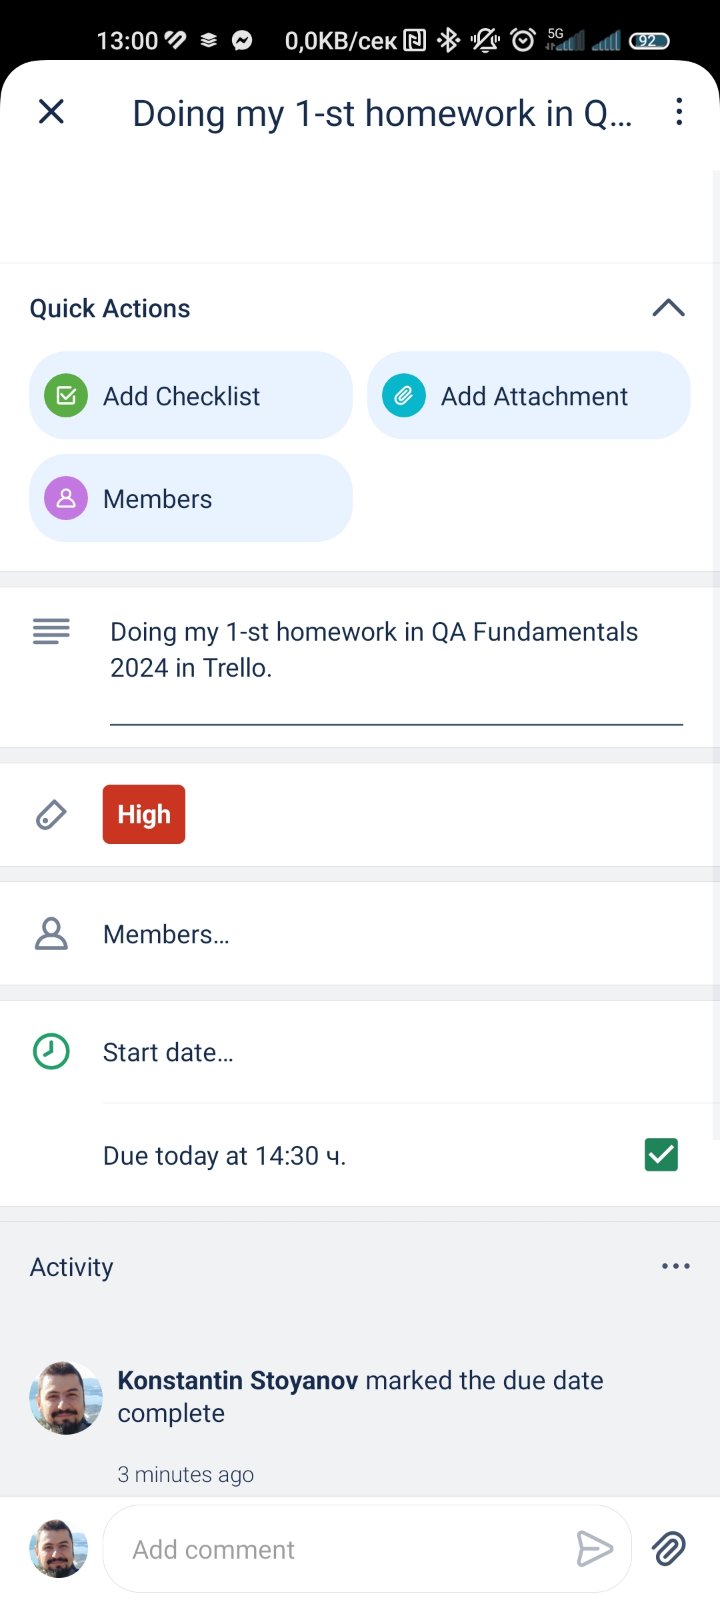 13:00 0,0KB/сек 5G 92
Doing my 1-st homework in Q...
Quick Actions
Add Checklist
Add Attachment
Members
Doing my 1-st homework in QA Fundamentals
2024 in Trello.
High
Members...
Start date...
Due today at 14:30 ч.
Activity
Konstantin Stoyanov marked the due date
complete
3 minutes ago
Add comment